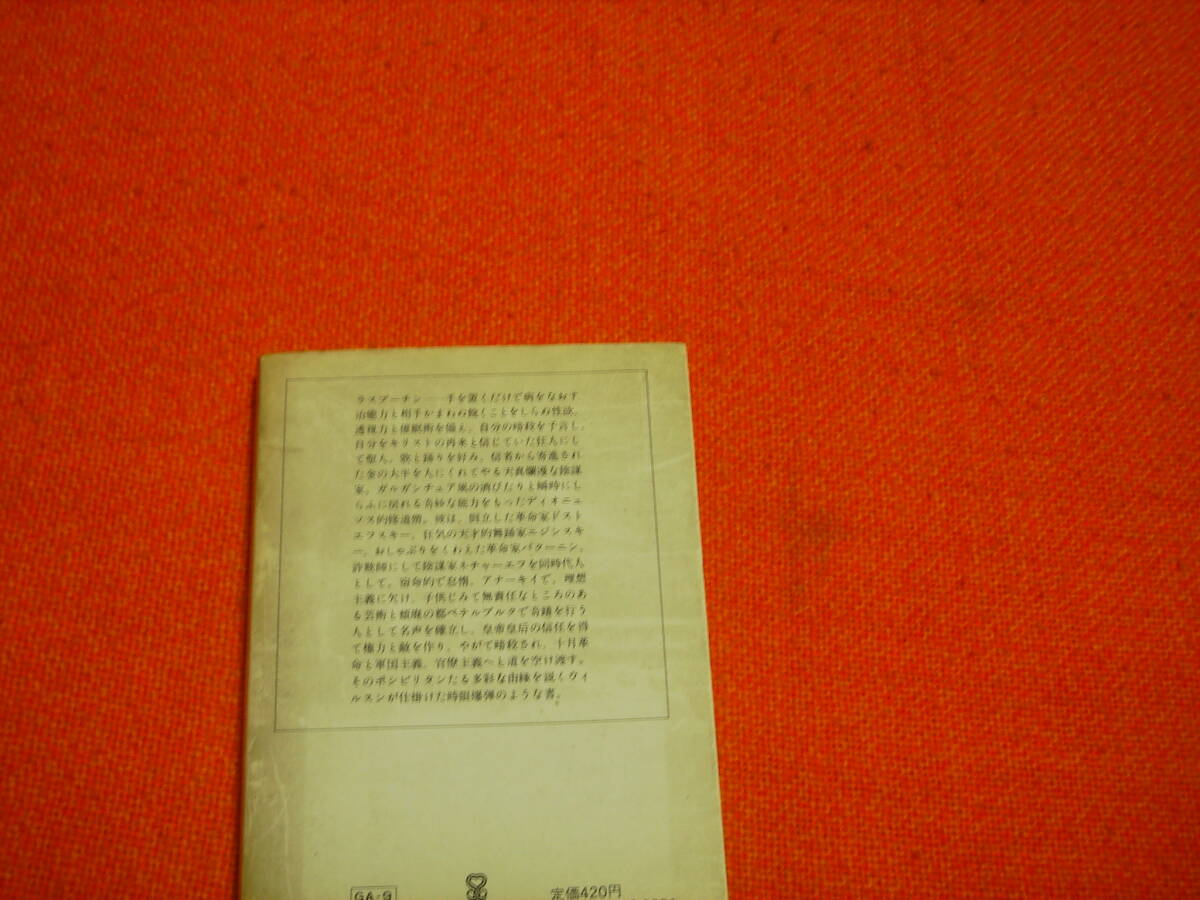 ラスプーチン——手を置くだけで病をなおす
治癒力と相手かまわぬ飽くことをしらぬ性欲、
透視力と催眠術を備え、自分の暗殺を予言し、
自分をキリストの再来と信じていた狂人にし
て聖人。歌と踊りを好み、信者から寄進され
た金の大半を人にくれてやる天真爛漫な陰謀
家。ガルガンチュア風の酒びたりと瞬時にし
らふに戻れる奇妙な能力をもったディオニュ
ソス的修道僧。彼は、倒立した革命家ドスト
エフスキー、狂気の天才的舞踊家ニジンスキ
ー、おしゃぶりをくわえた革命家バクーニン、
詐欺師にして陰謀家ネチャーエフを同時代人
として、宿命的で怠惰、アナーキイで、理想
主義に欠け、子供じみて無責任なところのあ
る芸術と頽廃の都ペテルブルクで奇蹟を行う
人として名声を確立し、皇帝皇后の信任を得
て権力と敵を作り、やがて暗殺され、十月革
命と軍国主義、官僚主義へと道を空け渡す。
そのポシビリタンたる多彩な由縁を説くウィ
ルスンが仕掛けた時限爆弾のような書。
GA-9
定価420円